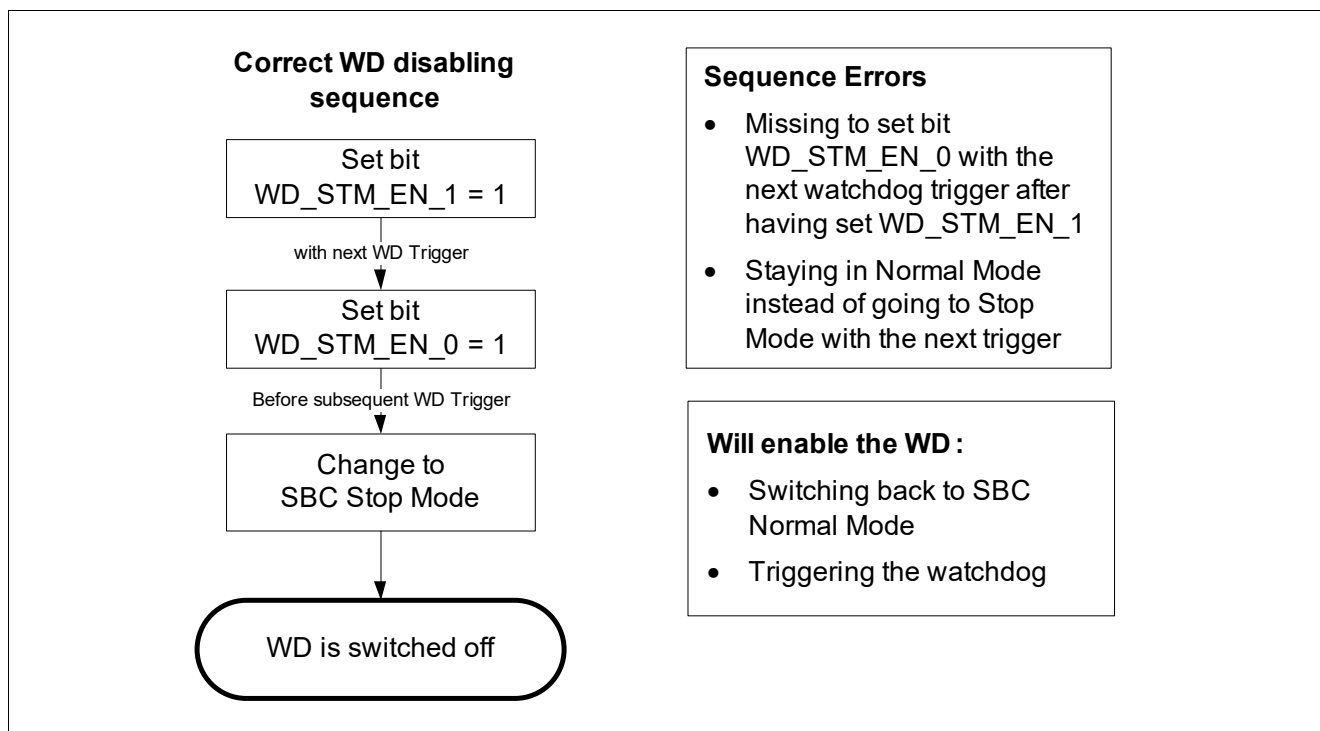 Correct WD disabling
sequence
Set bit
WD_STM_EN_1 = 1
with next WD Trigger
Set bit
WD_STM_EN_0 = 1
Before subsequent WD Trigger
Change to
SBC Stop Mode
WD is switched off
Sequence Errors
• Missing to set bit
WD_STM_EN_0 with the
next watchdog trigger after
having set WD_STM_EN_1
• Staying in Normal Mode
instead of going to Stop
Mode with the next trigger
Will enable the WD :
• Switching back to SBC
Normal Mode
• Triggering the watchdog